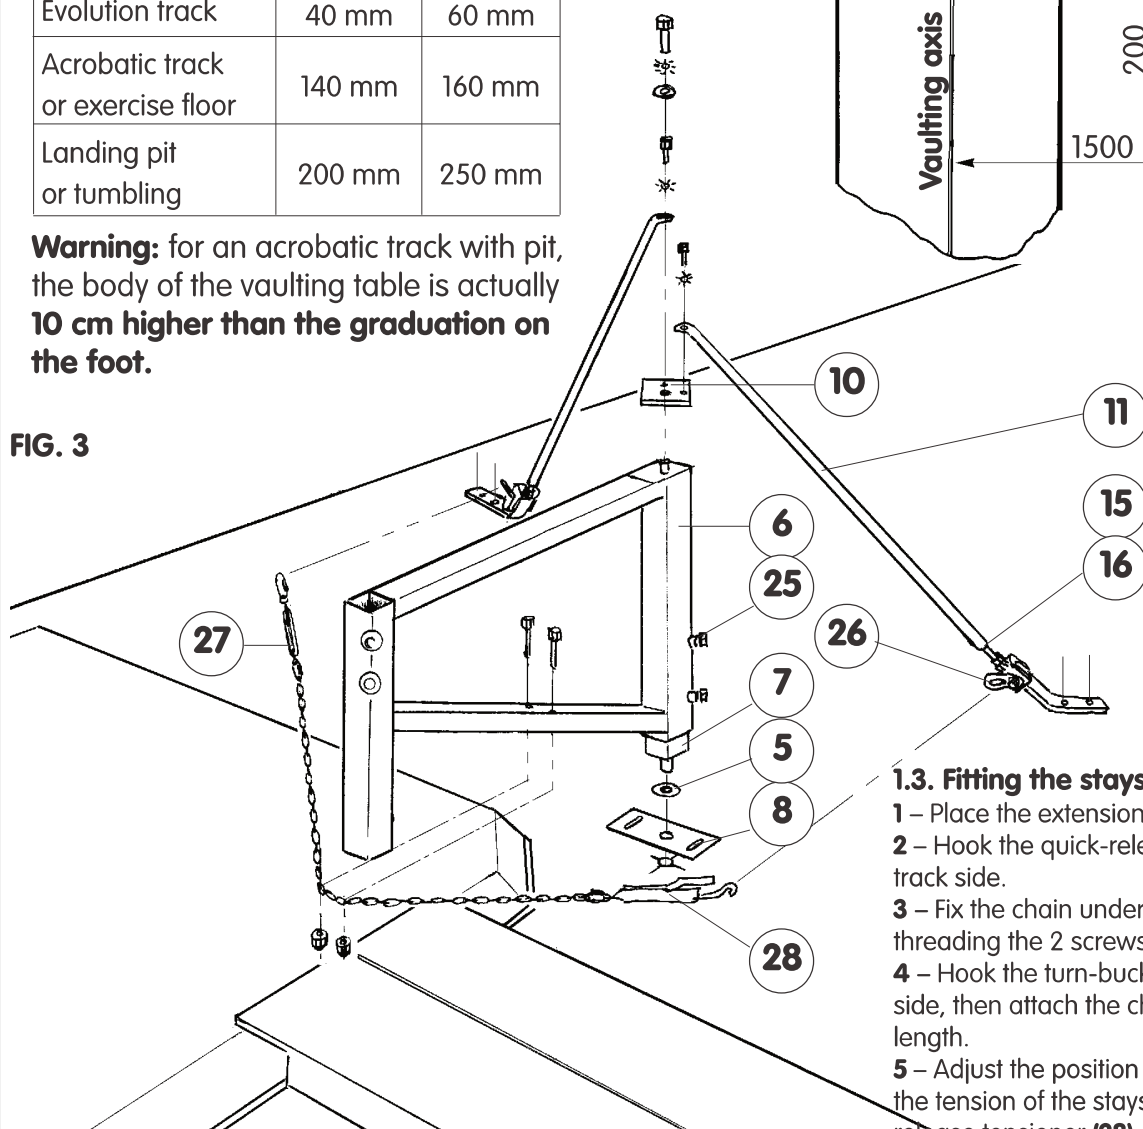 Evolution track 40 mm 60 mm
Acrobatic track
or exercise floor 140 mm 160 mm
Landing pit
or tumbling 200 mm 250 mm
Warning: for an acrobatic track with pit,
the body of the vaulting table is actually
10 cm higher than the graduation on
the foot.
Vaulting axis
200
1500
FIG. 3
10
11
6
15
25
16
27
26
7
5
8
28
1.3. Fitting the stays
1 – Place the extension
2 – Hook the quick-rele
track side.
3 – Fix the chain under
threading the 2 screws
4 – Hook the turn-buck
side, then attach the ch
length.
5 – Adjust the position
the tension of the stays